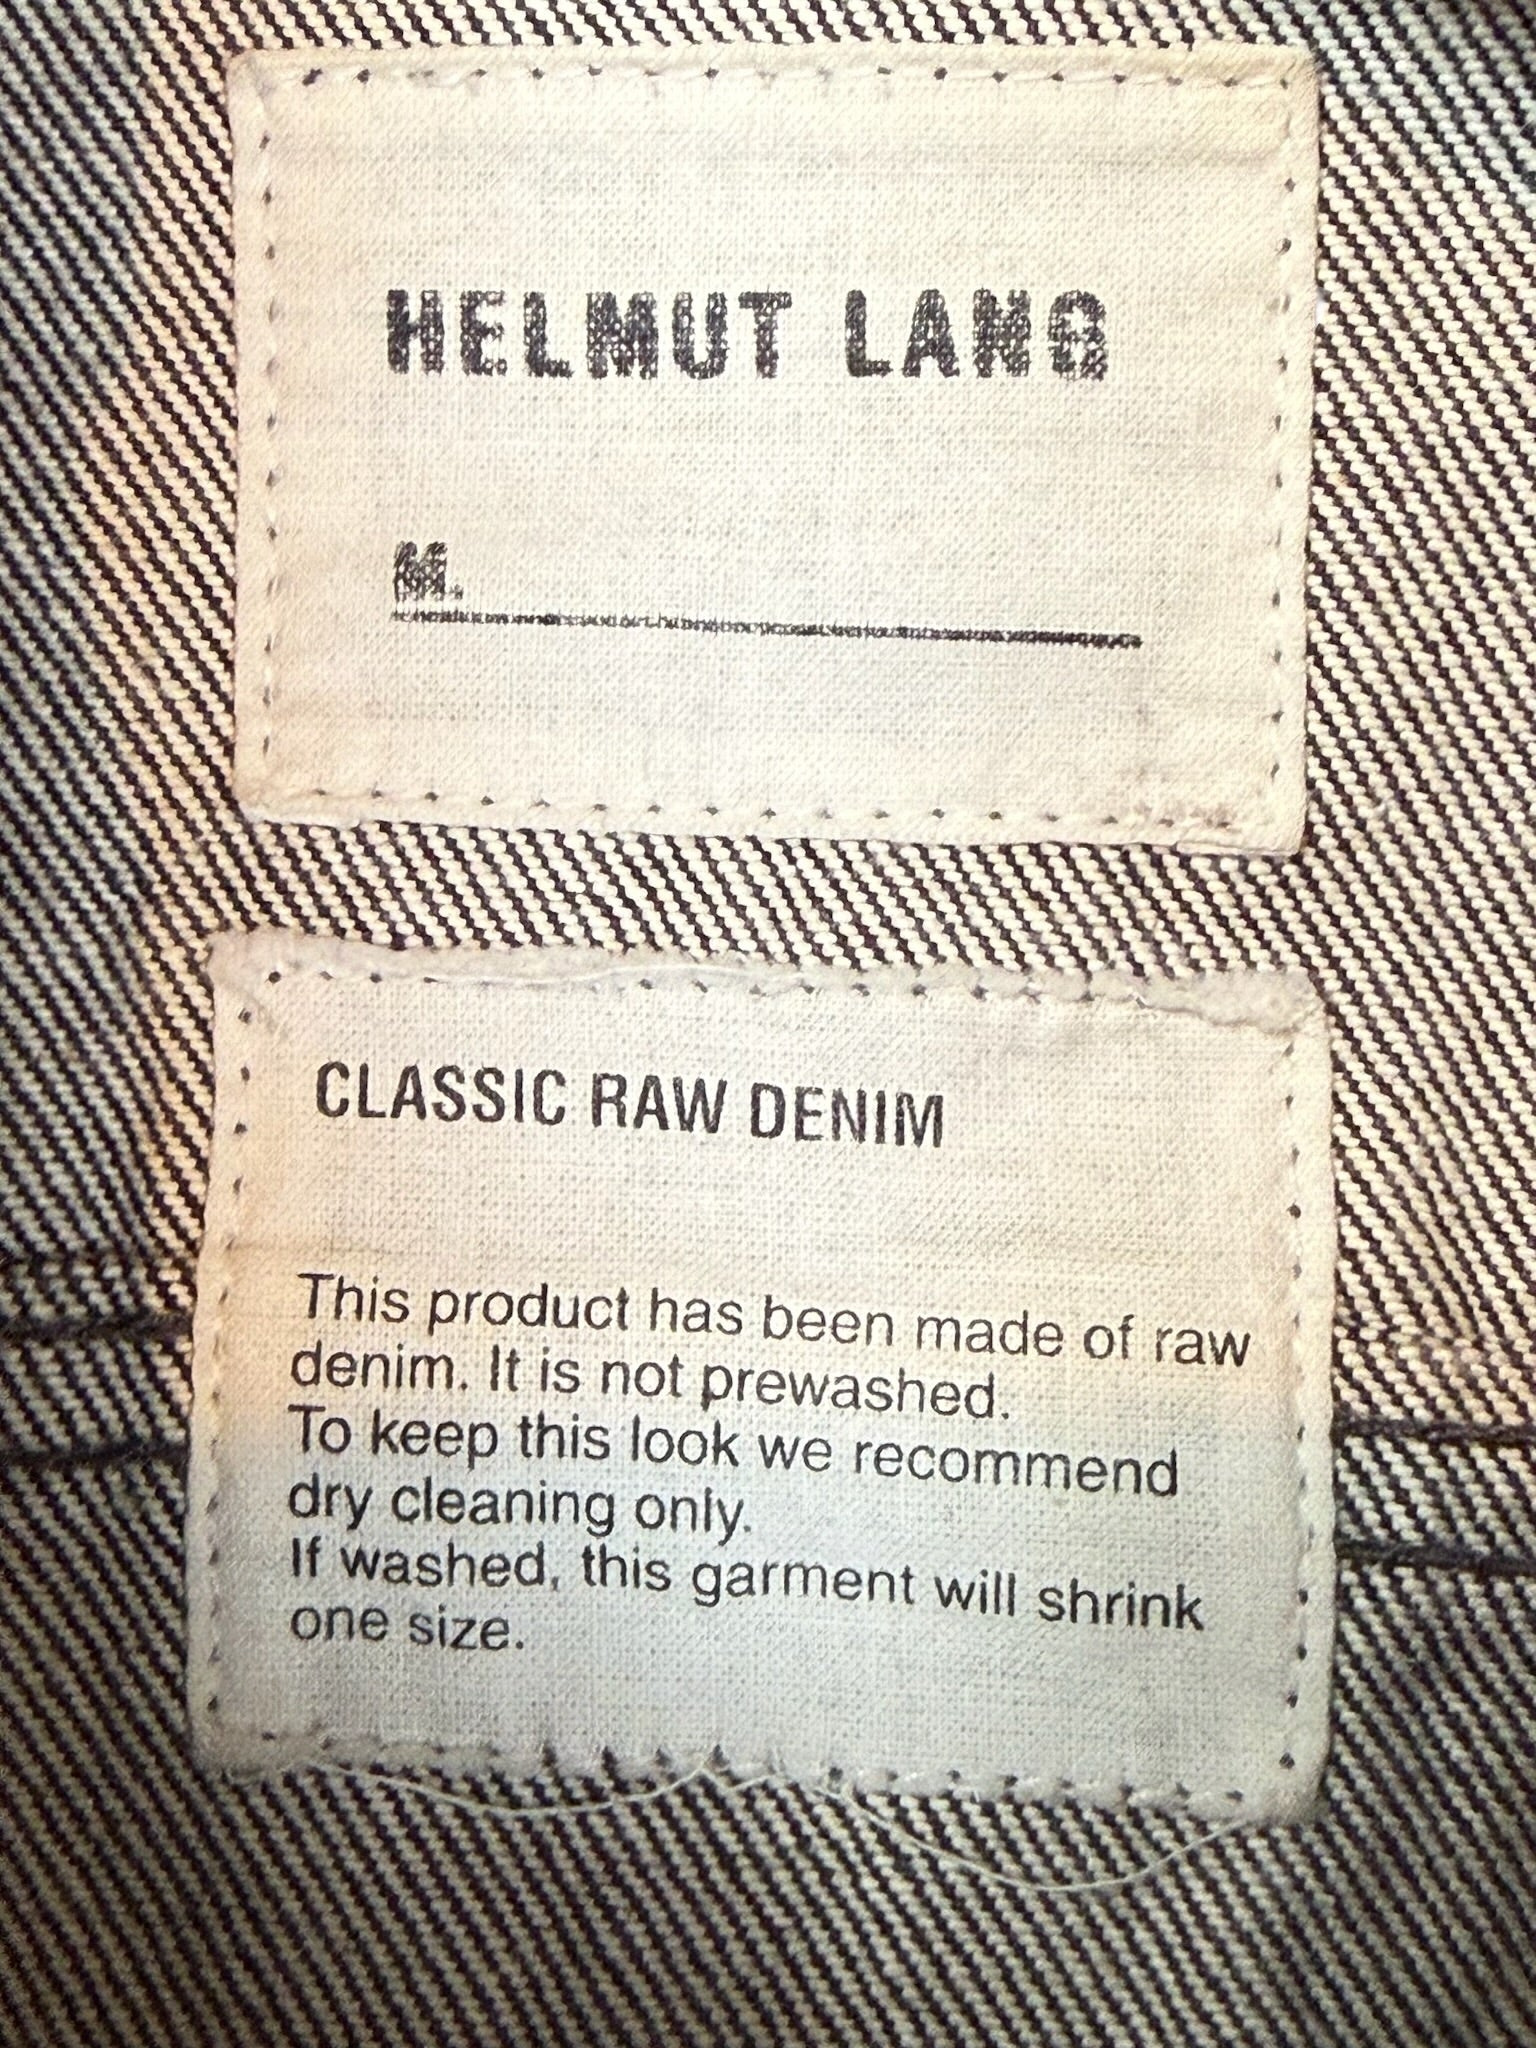 HELMUT LANG
M.
CLASSIC RAW DENIM
This product has been made of raw
denim. It is not prewashed.
To keep this look we recommend
dry cleaning only.
If washed, this garment will shrink
one size.